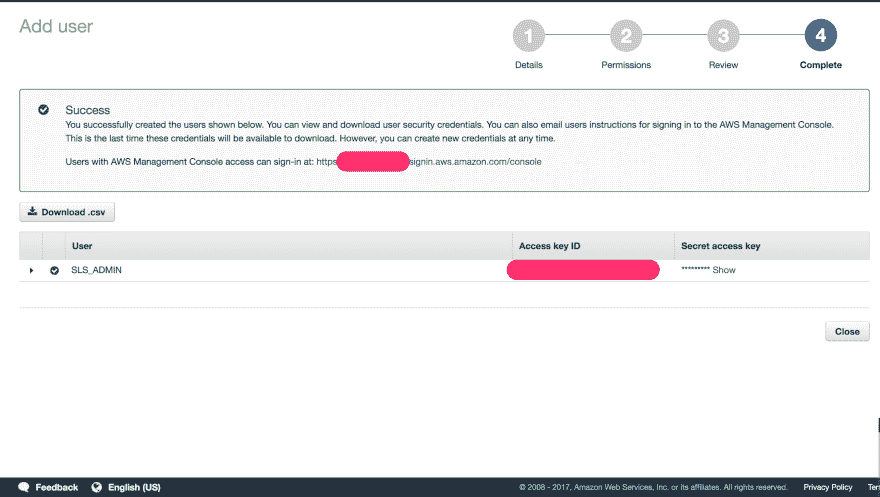 Add user
1 2 3 4
Details Permissions Review Complete
Success
You successfully created the users shown below. You can view and download user security credentials. You can also email users instructions for signing in to the AWS Management Console.
This is the last time these credentials will be available to download. However, you can create new credentials at any time.
Users with AWS Management Console access can sign-in at: https signin.aws.amazon.com/console
Download .csv
User Access key ID Secret access key
SLS_ADMIN ********* Show
Close
Feedback English (US) © 2008 - 2017, Amazon Web Services, Inc. or its affiliates. All rights reserved. Privacy Policy